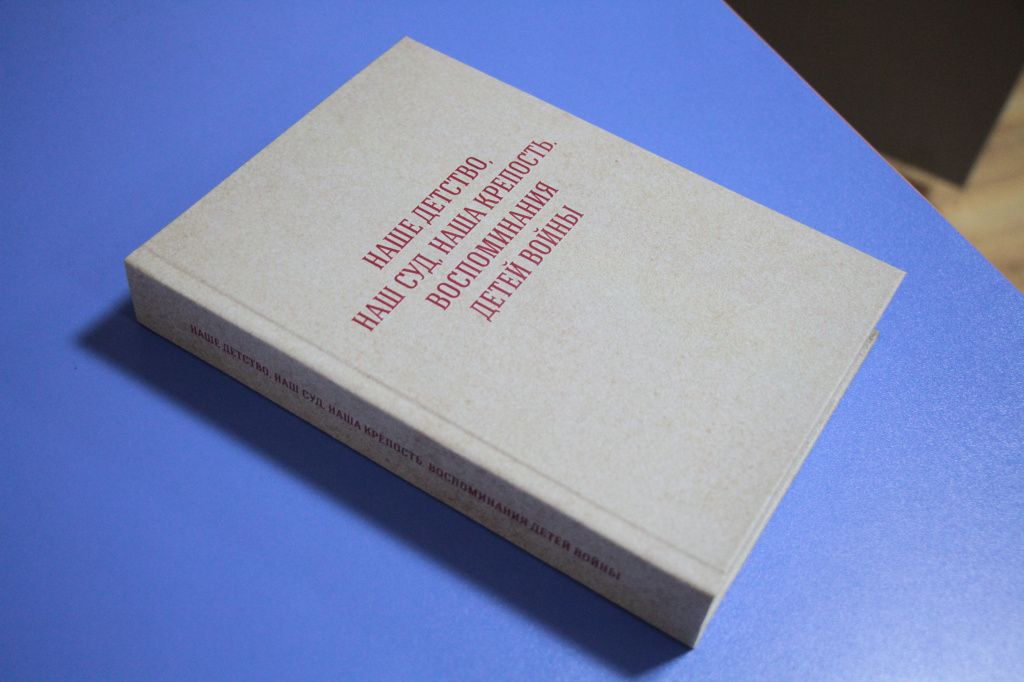 НАШЕ ДЕТСТВО,
НАШ СУД, НАША КРЕПОСТЬ.
ВОСПОМИНАНИЯ
ДЕТЕЙ ВОЙНЫ
НАШЕ ДЕТСТВО, НАШ СУД, НАША КРЕПОСТЬ. ВОСПОМИНАНИЯ ДЕТЕЙ ВОЙНЫ